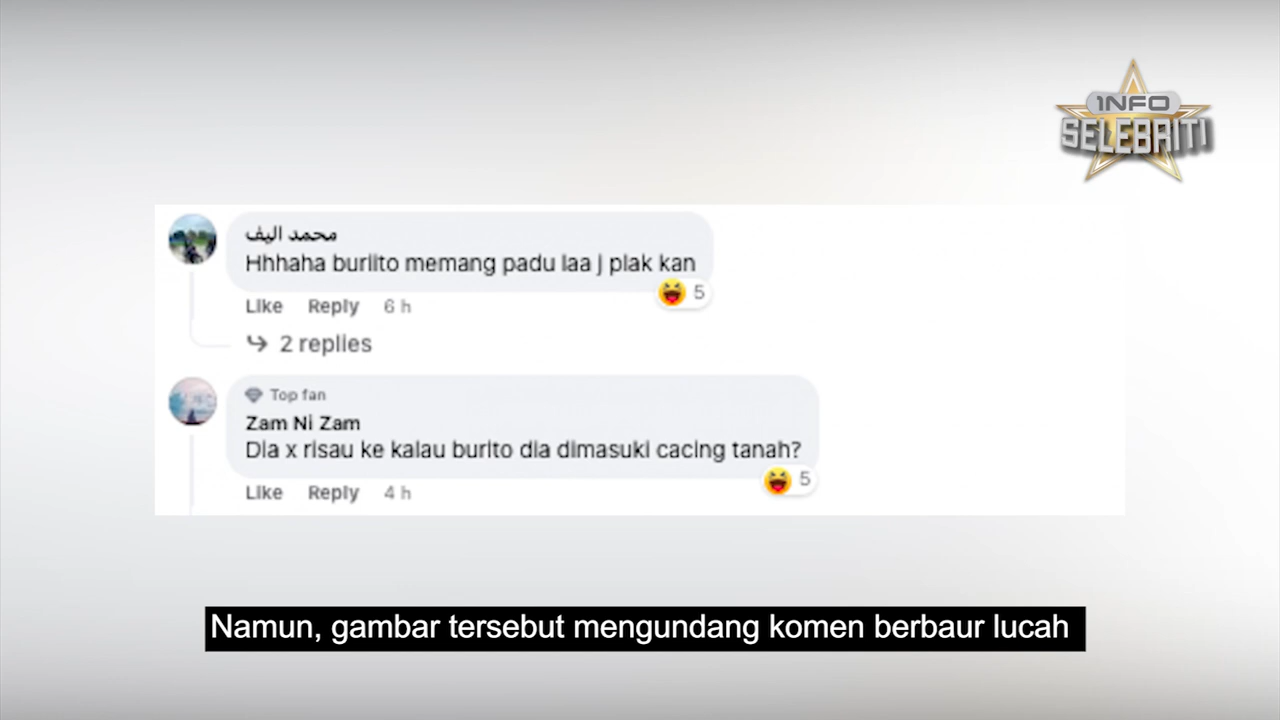 1NFO
SELEBRITI
محمد اليف
Hhhaha burlito memang padu laa j plak kan
5
Like Reply 6 h
2 replies
Top fan
Zam Ni Zam
Dia x risau ke kalau burito dia dimasuki cacing tanah?
5
Like Reply 4 h
Namun, gambar tersebut mengundang komen berbaur lucah